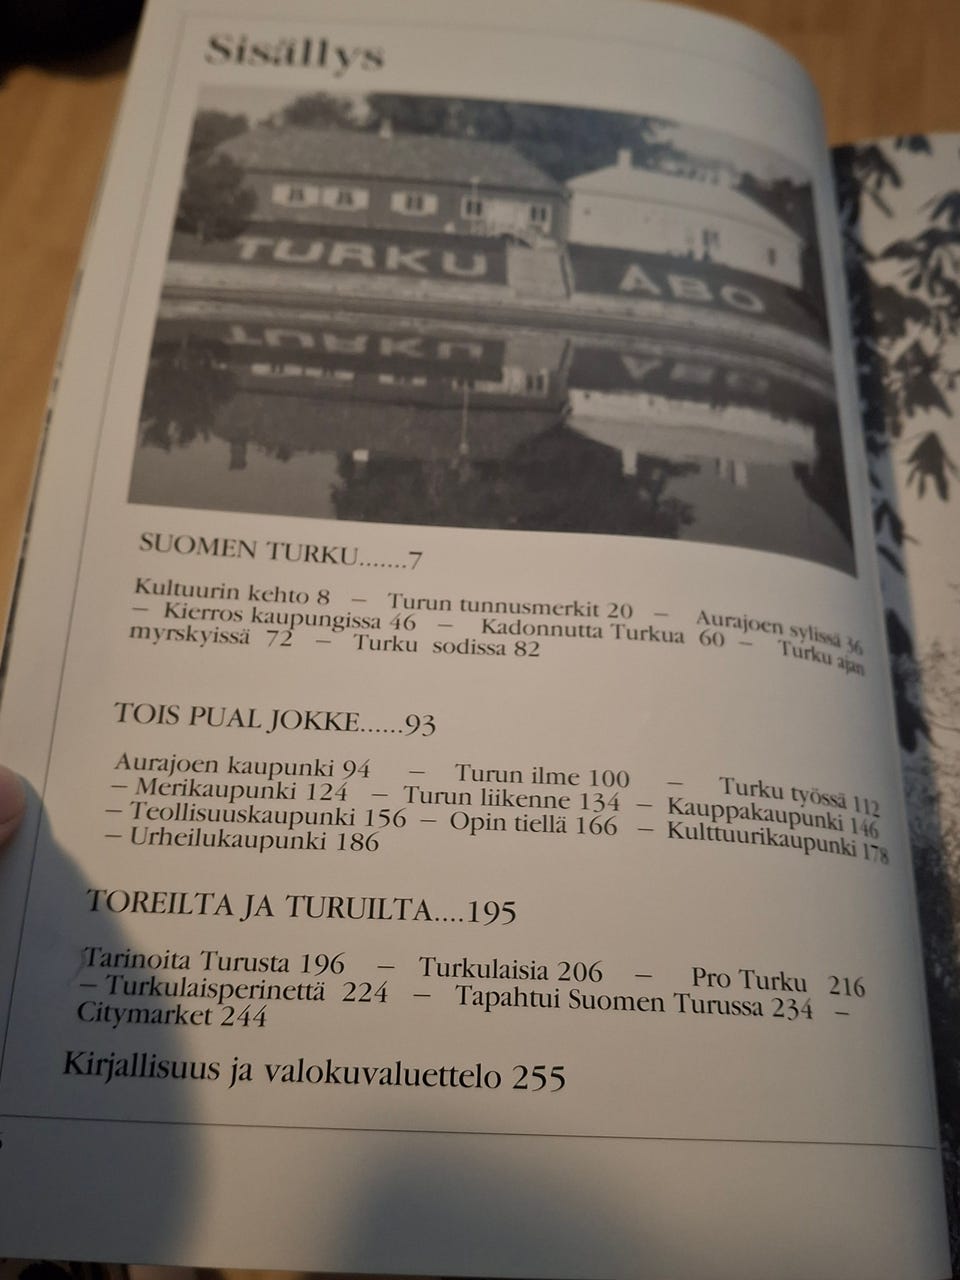 Sisällys
TURKU
ÅBO
SUOMEN TURKU.......7
Kultuurin kehto 8 – Turun tunnusmerkit 20 – Aurajoen sylissä 36
– Kierros kaupungissa 46 – Kadonnutta Turkua 60 – Turku ajan
myrskyissä 72 – Turku sodissa 82
TOIS PUAL JOKKE......93
Aurajoen kaupunki 94 – Turun ilme 100 – Turku työssä 112
– Merikaupunki 124 – Turun liikenne 134 – Kauppakaupunki 146
– Teollisuuskaupunki 156 – Opin tiellä 166 – Kulttuurikaupunki 178
– Urheilukaupunki 186
TOREILTA JA TURUILTA....195
Tarinoita Turusta 196 – Turkulaisia 206 – Pro Turku 216
– Turkulaisperinettä 224 – Tapahtui Suomen Turussa 234 –
Citymarket 244
Kirjallisuus ja valokuvaluettelo 255